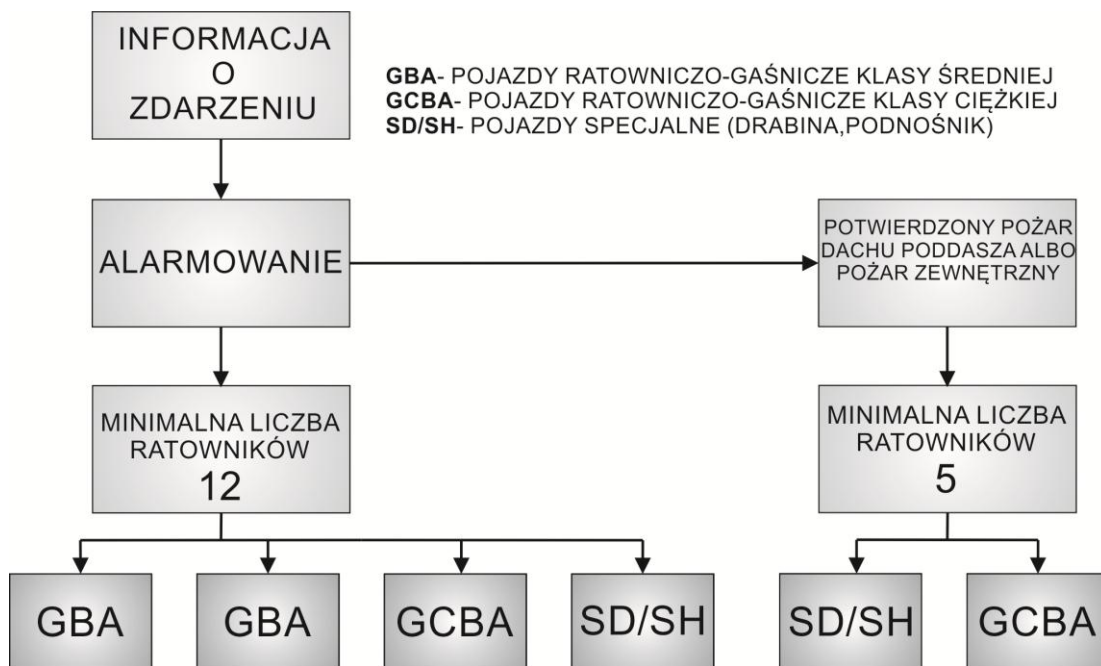 INFORMACJA
O
ZDARZENIU
GBA- POJAZDY RATOWNICZO-GAŚNICZE KLASY ŚREDNIEJ
GCBA- POJAZDY RATOWNICZO-GAŚNICZE KLASY CIĘŻKIEJ
SD/SH- POJAZDY SPECJALNE (DRABINA,PODNOŚNIK)
ALARMOWANIE
POTWIERDZONY POŻAR
DACHU PODDASZA ALBO
POŻAR ZEWNĘTRZNY
MINIMALNA LICZBA
RATOWNIKÓW
12
MINIMALNA LICZBA
RATOWNIKÓW
5
GBA
GBA
GCBA
SD/SH
SD/SH
GCBA